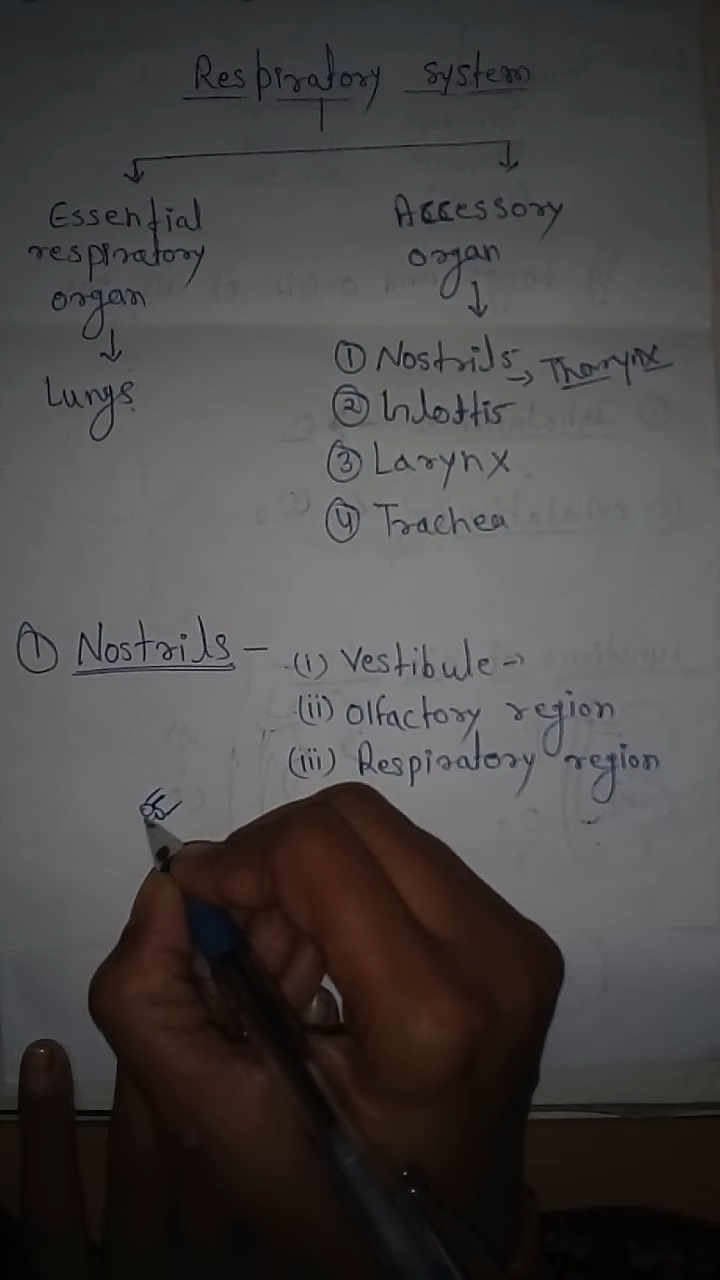 Respiratory system
Essential
respiratory
organ
Lungs
Accessory
organ
① Nostrils → Tharynx
② Glottis
③ Larynx
④ Trachea
① Nostrils -
(i) Vestibule →
(ii) Olfactory region
(iii) Respiratory region